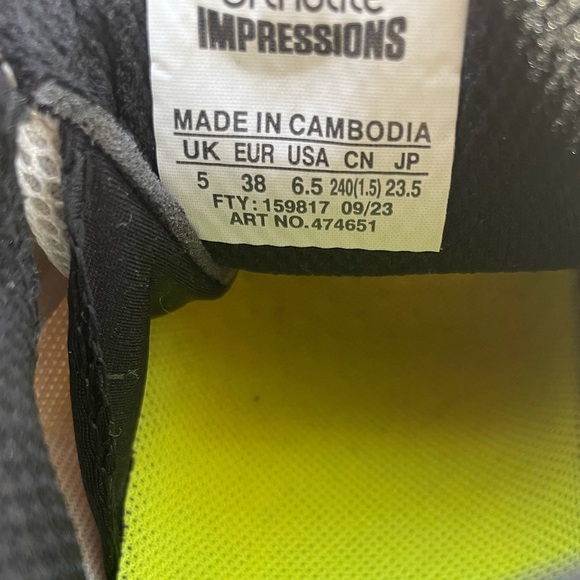 ortholite
IMPRESSIONS
MADE IN CAMBODIA
UK EUR USA CN JP
5 38 6.5 240(1.5) 23.5
FTY: 159817 09/23
ART NO. 474651